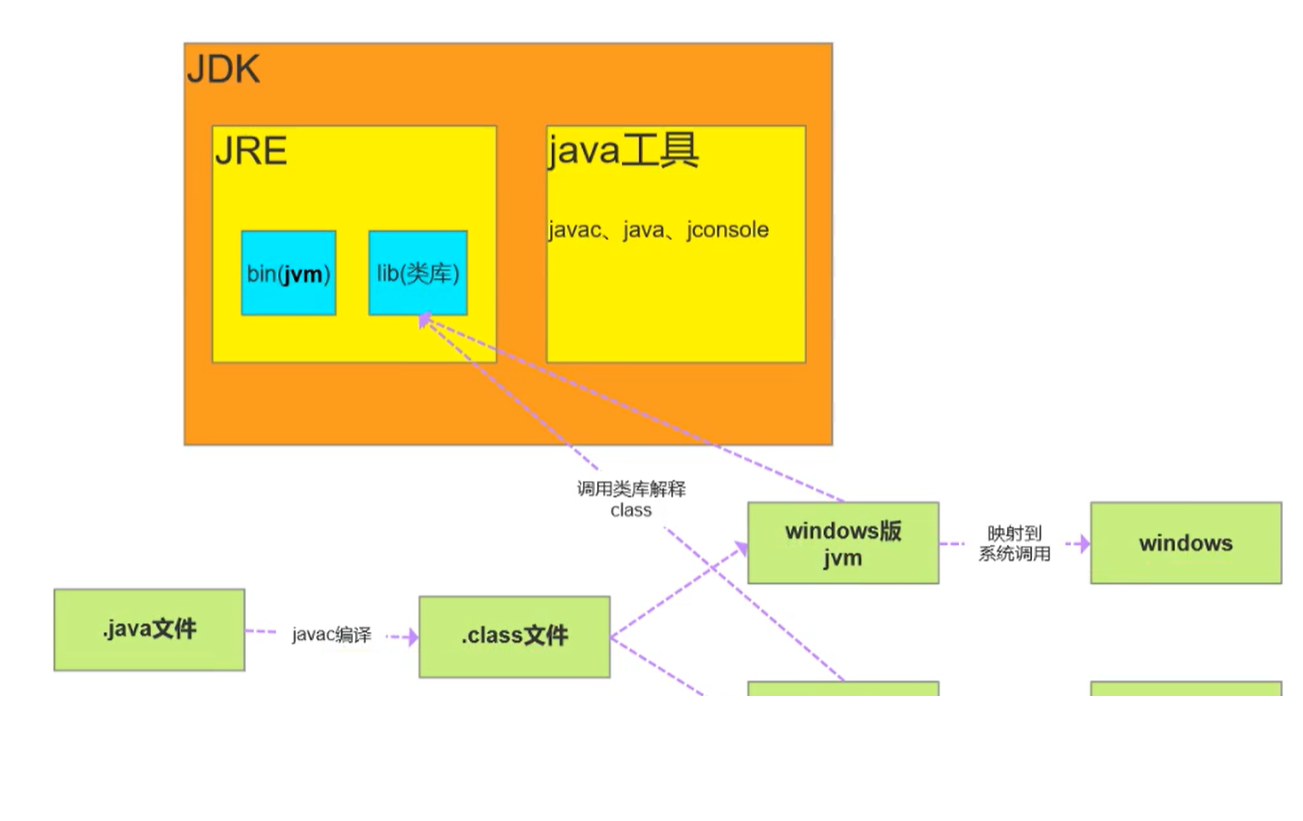 JDK
JRE
java工具
javac、java、jconsole
bin(jvm)
lib(类库)
调用类库解释
class
windows版
jvm
映射到
系统调用
windows
.java文件
javac编译
.class文件